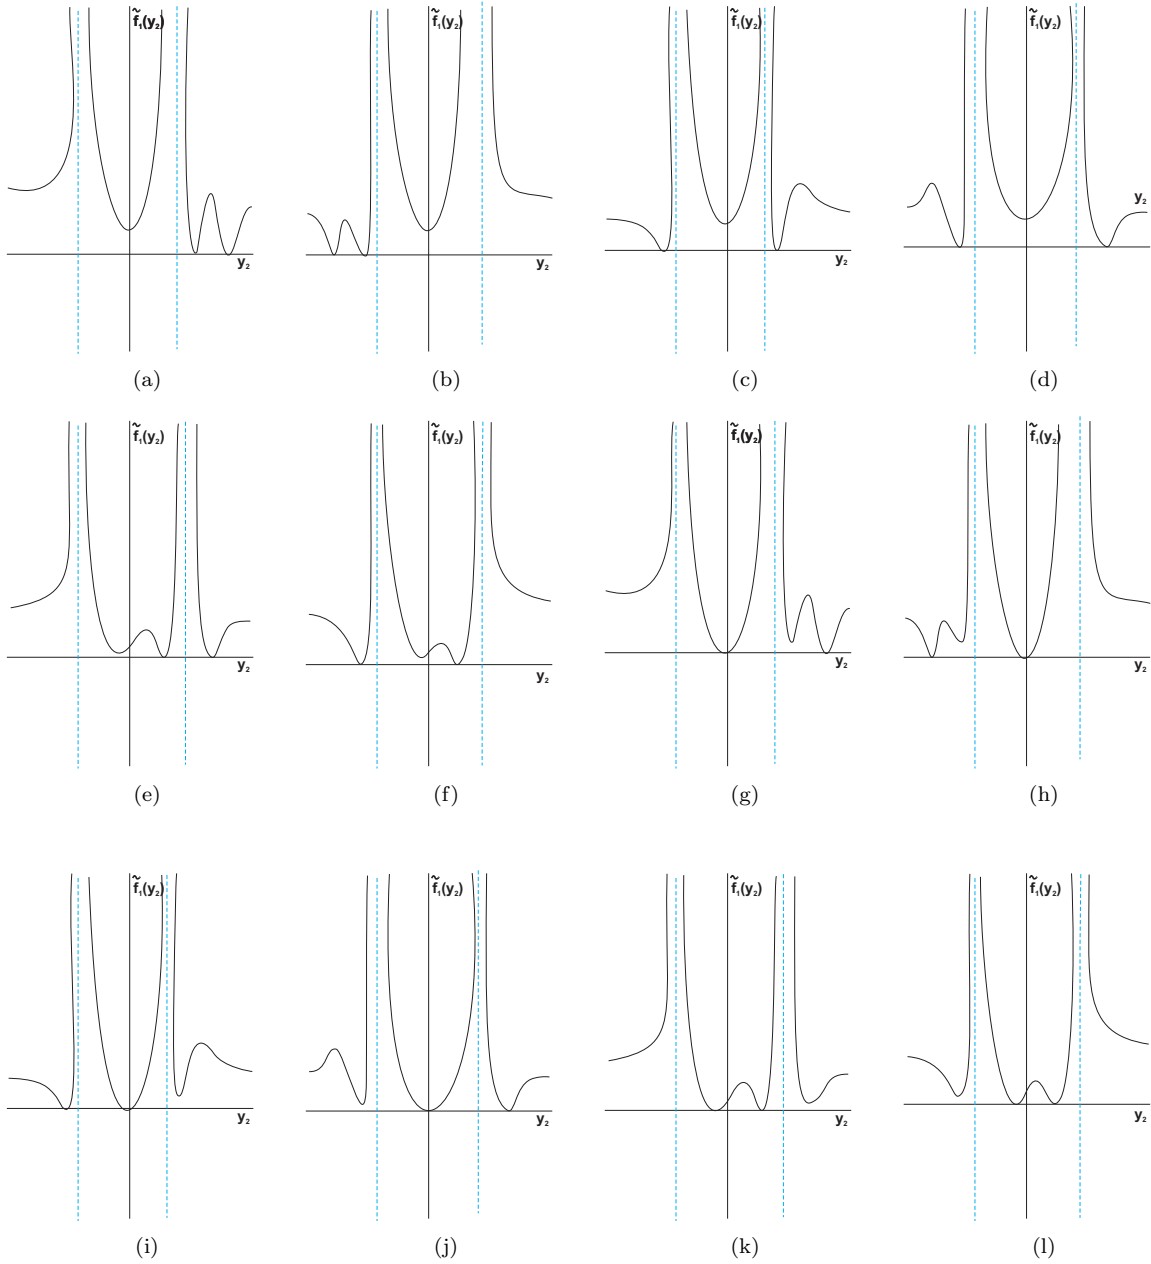 f̃₁(y₂) f̃₁(y₂) f̃₁(y₂) f̃₁(y₂)
y₂ y₂ y₂ y₂
(a) (b) (c) (d)
f̃₁(y₂) f̃₁(y₂) f̃₁(y₂) f̃₁(y₂)
y₂ y₂ y₂ y₂
(e) (f) (g) (h)
f̃₁(y₂) f̃₁(y₂) f̃₁(y₂) f̃₁(y₂)
y₂ y₂ y₂ y₂
(i) (j) (k) (l)